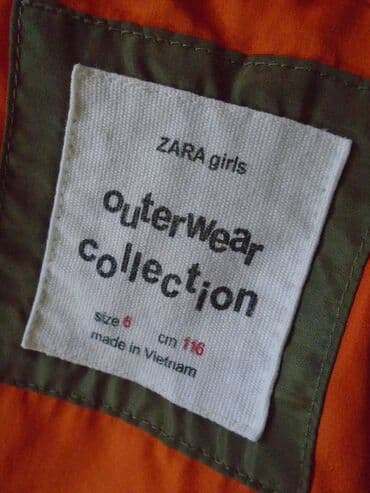 ZARA girls
outerwear
collection
size 6 cm 116
made in Vietnam